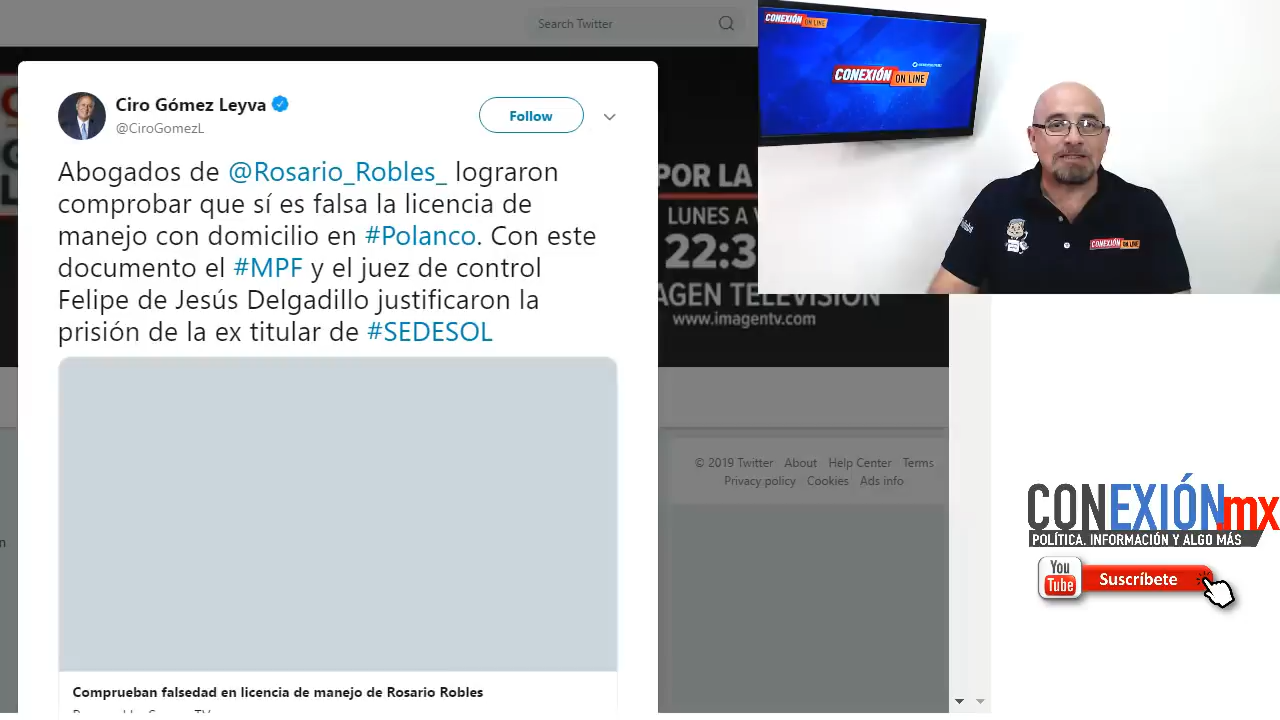 Search Twitter
Ciro Gómez Leyva
@CiroGomezL
Follow
Abogados de @Rosario_Robles_ lograron
comprobar que sí es falsa la licencia de
manejo con domicilio en #Polanco. Con este
documento el #MPF y el juez de control
Felipe de Jesús Delgadillo justificaron la
prisión de la ex titular de #SEDESOL
Comprueban falsedad en licencia de manejo de Rosario Robles
POR LA
LUNES A V
22:3
AGEN TELEVISIÓN
www.imagentv.com
© 2019 Twitter About Help Center Terms
Privacy policy Cookies Ads info
CONEXIÓN ON LINE
CONEXIÓN ON LINE
CONEXIÓN ON LINE
CONEXIÓN.mx
POLÍTICA. INFORMACIÓN Y ALGO MÁS
You
Tube
Suscríbete